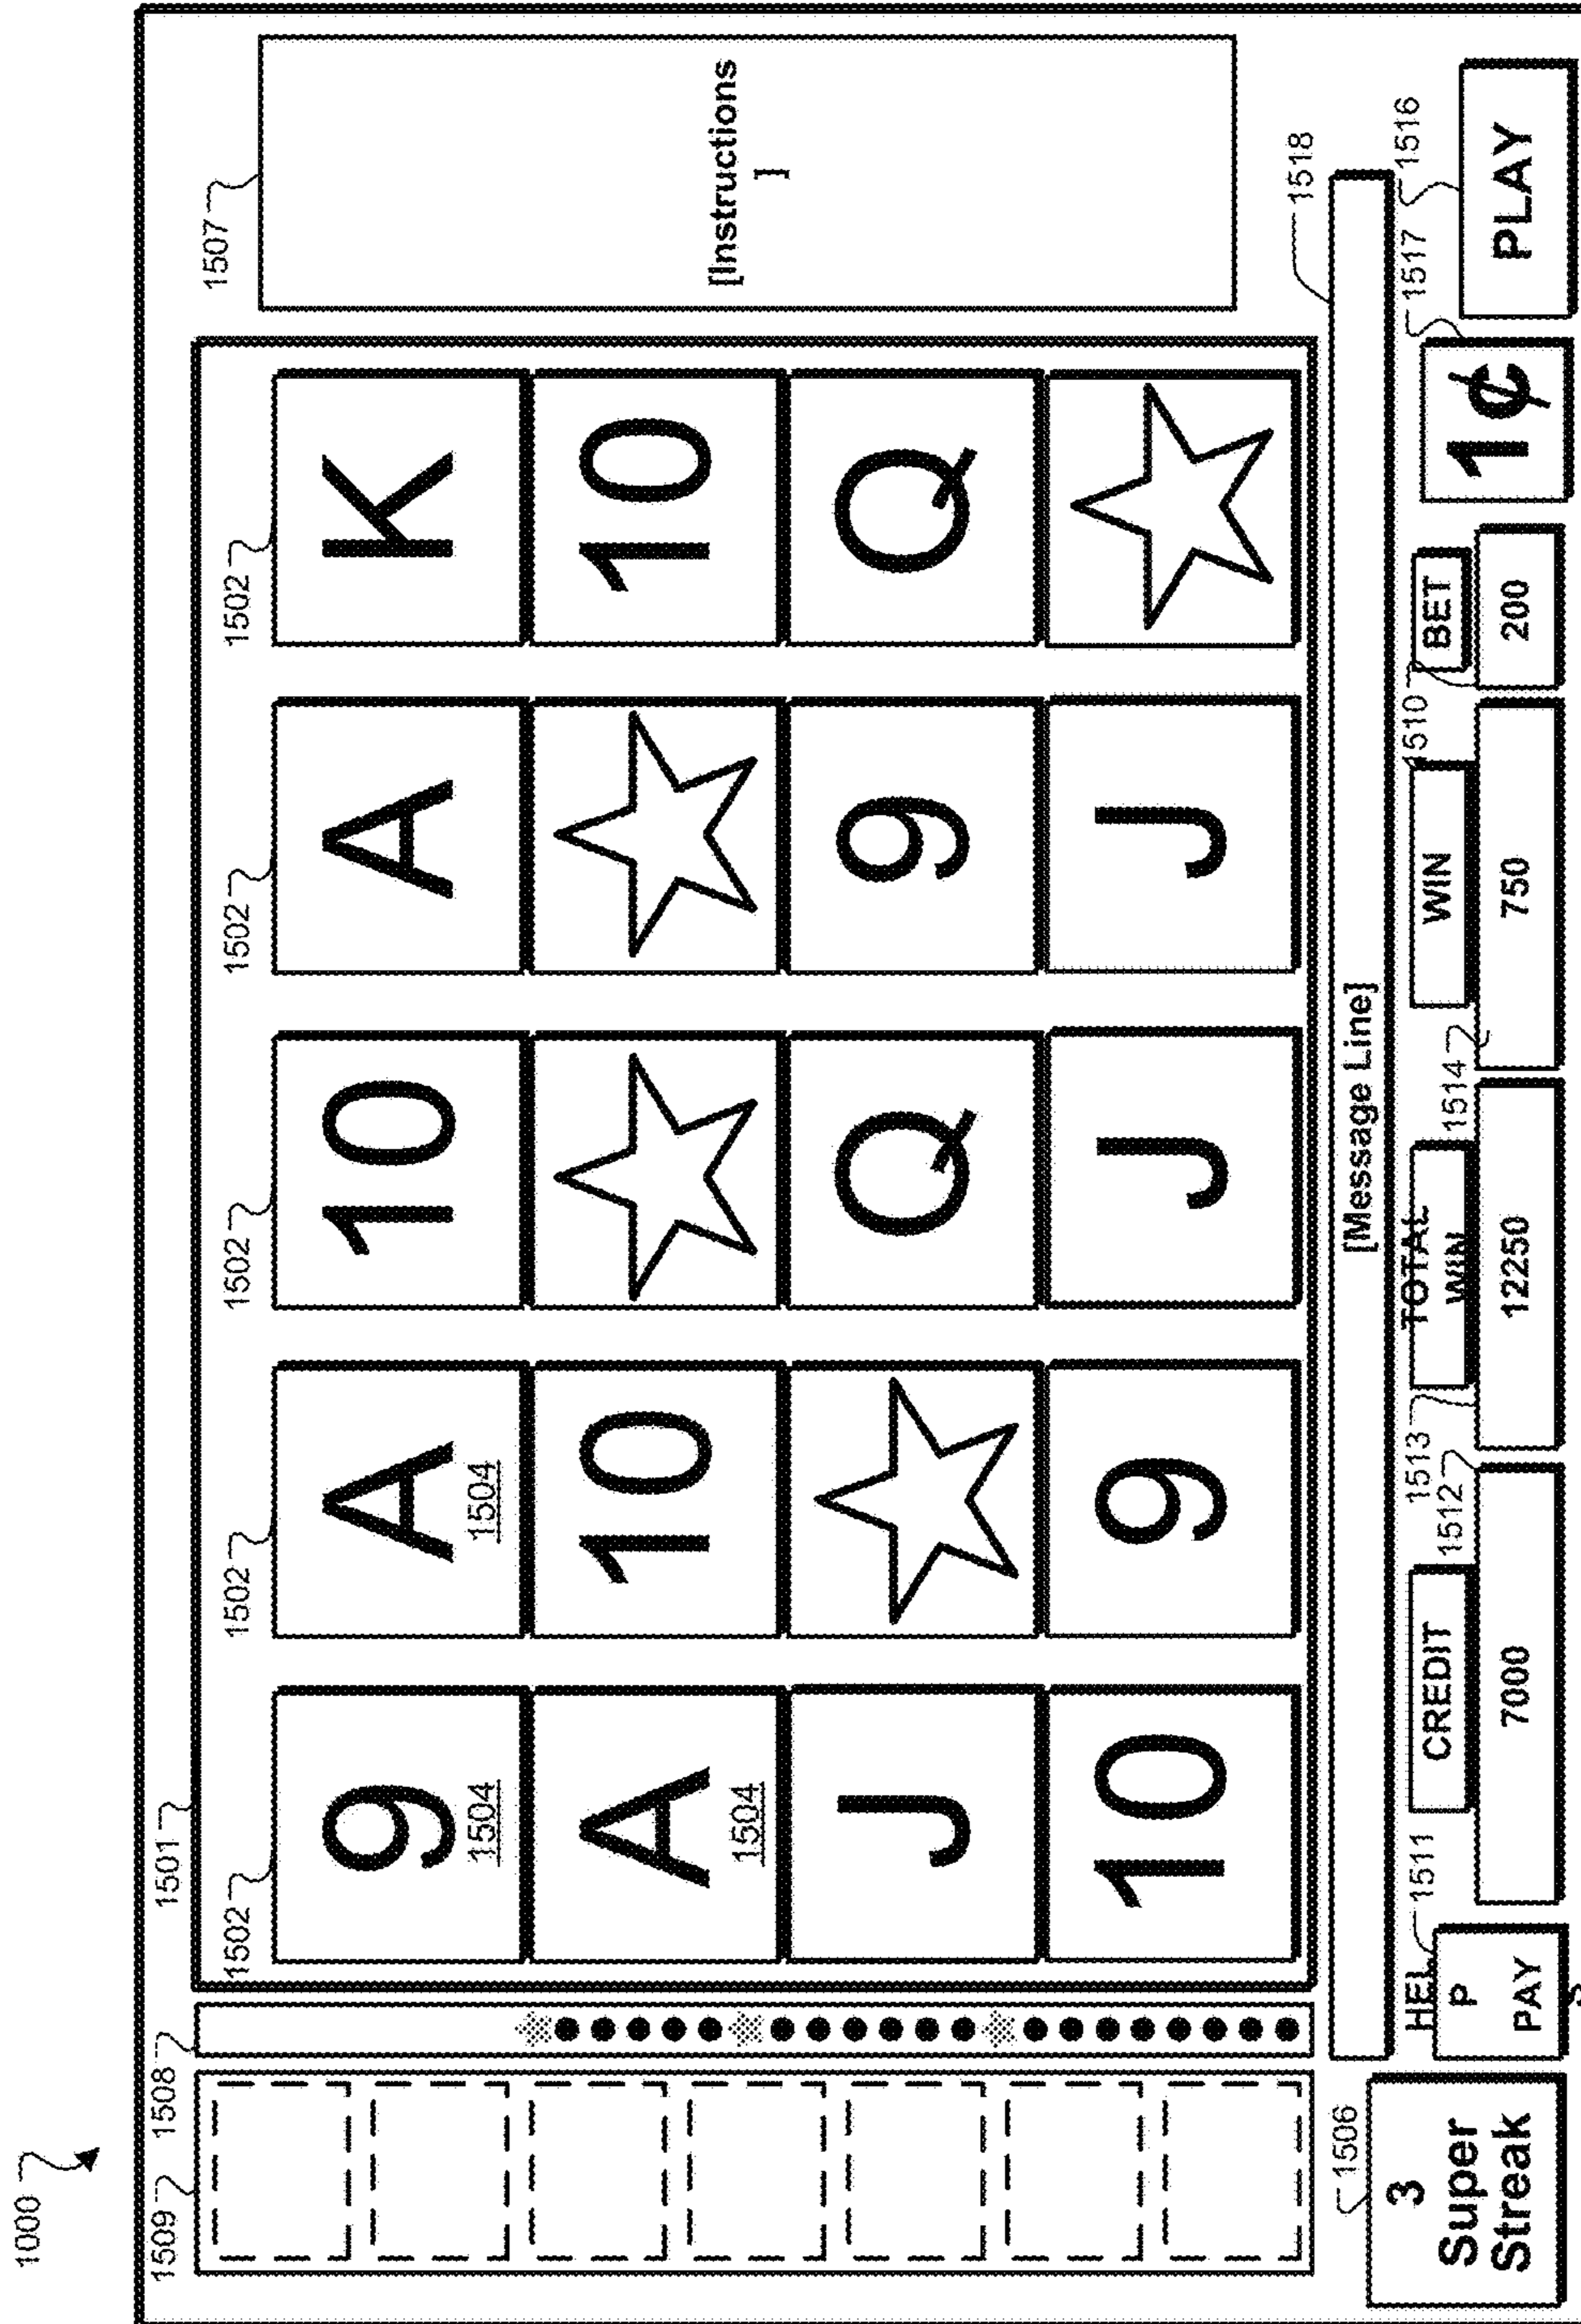 1000
1509
1508
1501
1507
1502
1502
1502
1502
1502
9
1504
A
1504
10
A
K
A
1504
10
10
J
Q
9
Q
10
9
J
J
[Instructions
]
1506
1518
[Message Line]
3
Super
Streak
HEL
P
PAY
S
1511
CREDIT
7000
1512
1513
TOTAL
WIN
12250
1514
WIN
750
1510
BET
200
1517
1¢
1516
PLAY